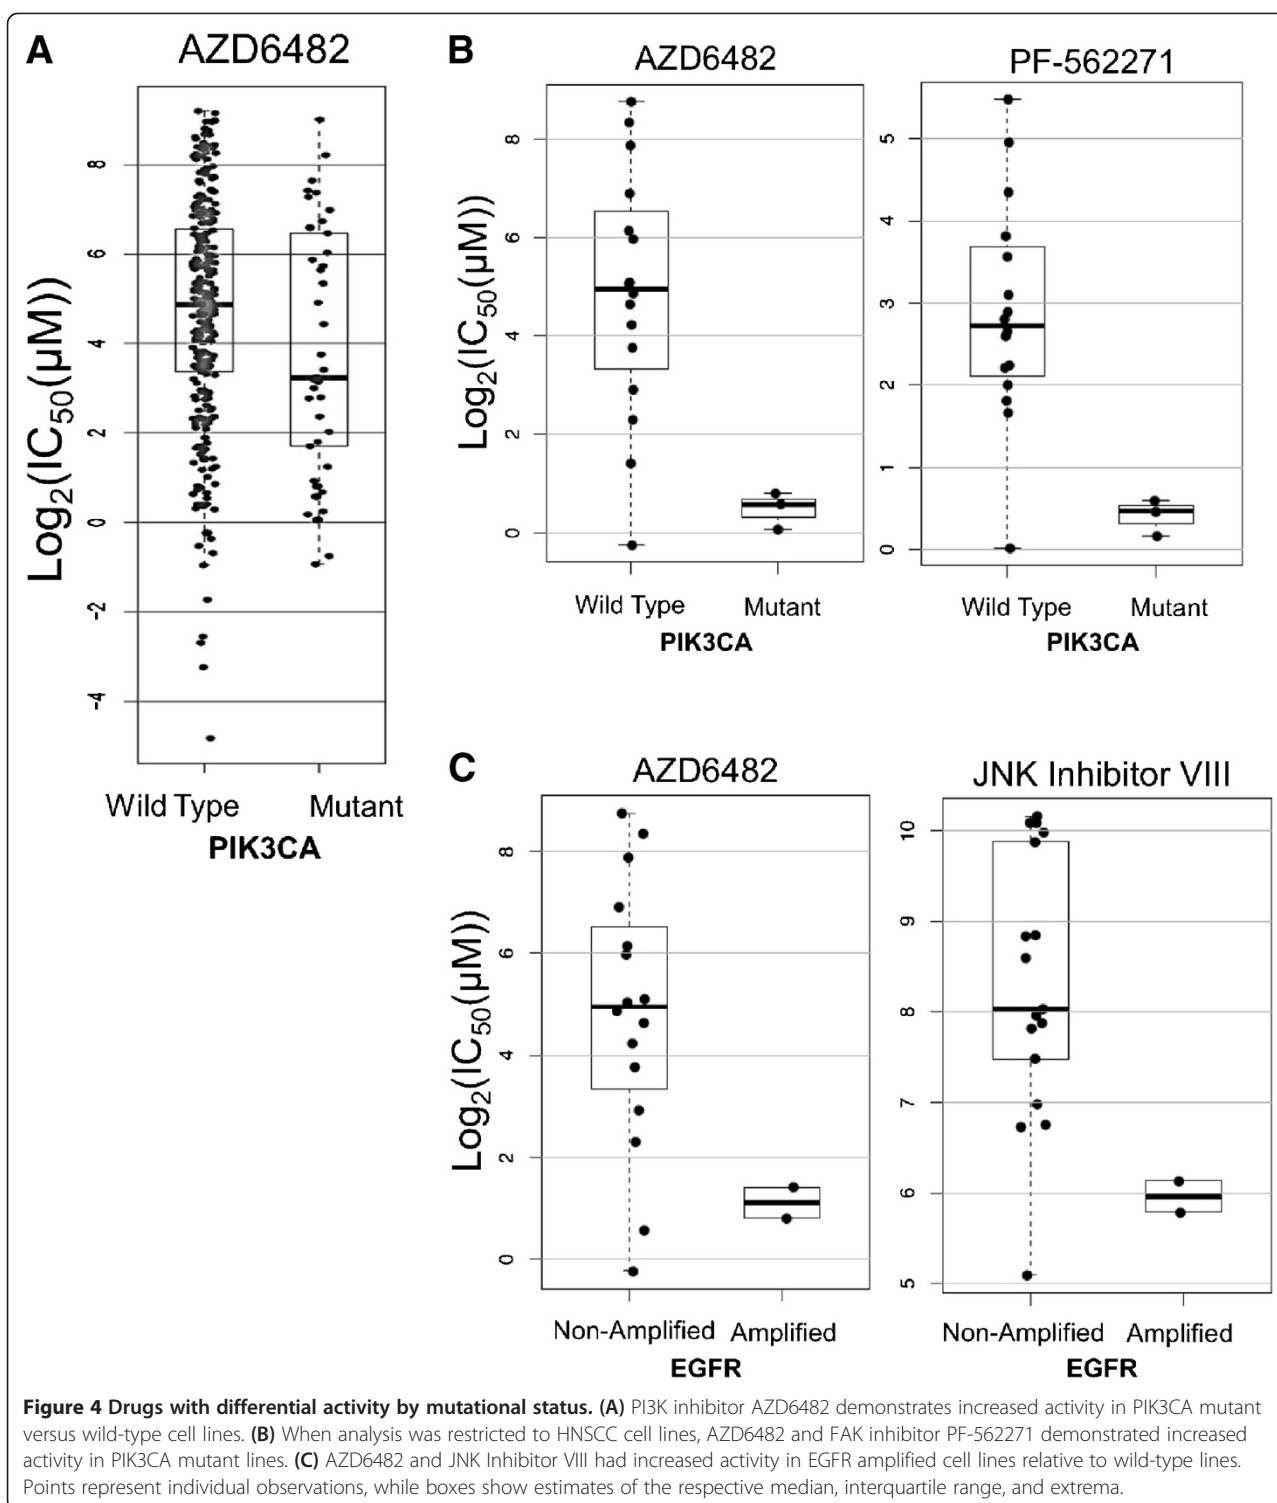 A
AZD6482
Log2(IC50(µM))
8
6
4
2
0
-2
-4
Wild Type Mutant
PIK3CA
B
AZD6482
Log2(IC50(µM))
8
6
4
2
0
Wild Type Mutant
PIK3CA
PF-562271
5
4
3
2
1
0
Wild Type Mutant
PIK3CA
C
AZD6482
Log2(IC50(µM))
8
6
4
2
0
Non-Amplified Amplified
EGFR
JNK Inhibitor VIII
10
9
8
7
6
5
Non-Amplified Amplified
EGFR
Figure 4 Drugs with differential activity by mutational status. (A) PI3K inhibitor AZD6482 demonstrates increased activity in PIK3CA mutant
versus wild-type cell lines. (B) When analysis was restricted to HNSCC cell lines, AZD6482 and FAK inhibitor PF-562271 demonstrated increased
activity in PIK3CA mutant lines. (C) AZD6482 and JNK Inhibitor VIII had increased activity in EGFR amplified cell lines relative to wild-type lines.
Points represent individual observations, while boxes show estimates of the respective median, interquartile range, and extrema.